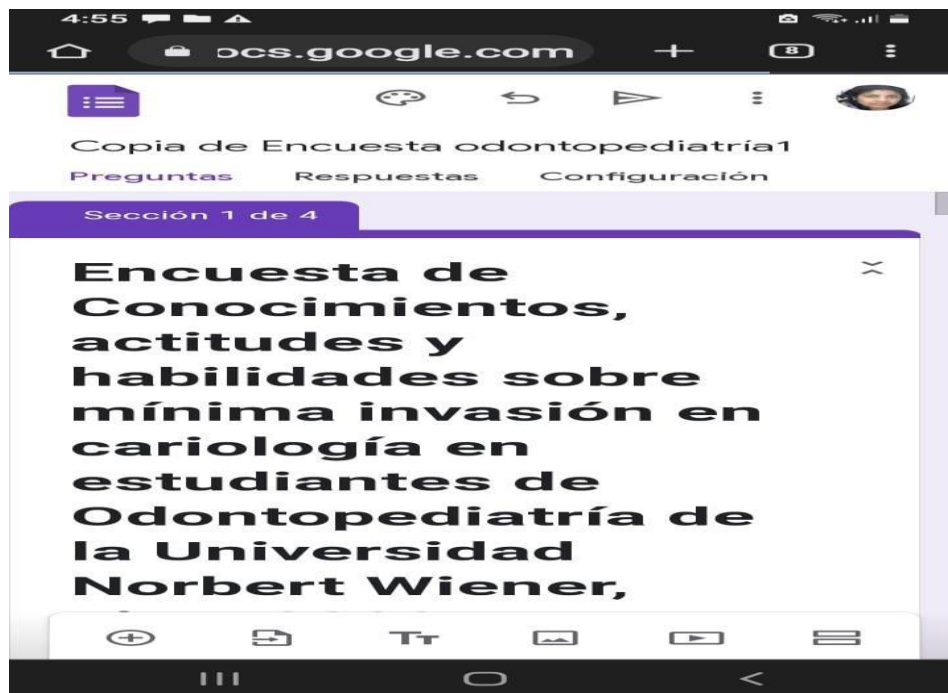 4:55
ocs.google.com
8
Copia de Encuesta odontopediatría1
Preguntas Respuestas Configuración
Sección 1 de 4
Encuesta de
Conocimientos,
actitudes y
habilidades sobre
mínima invasión en
cariología en
estudiantes de
Odontopediatría de
la Universidad
Norbert Wiener,
Tт